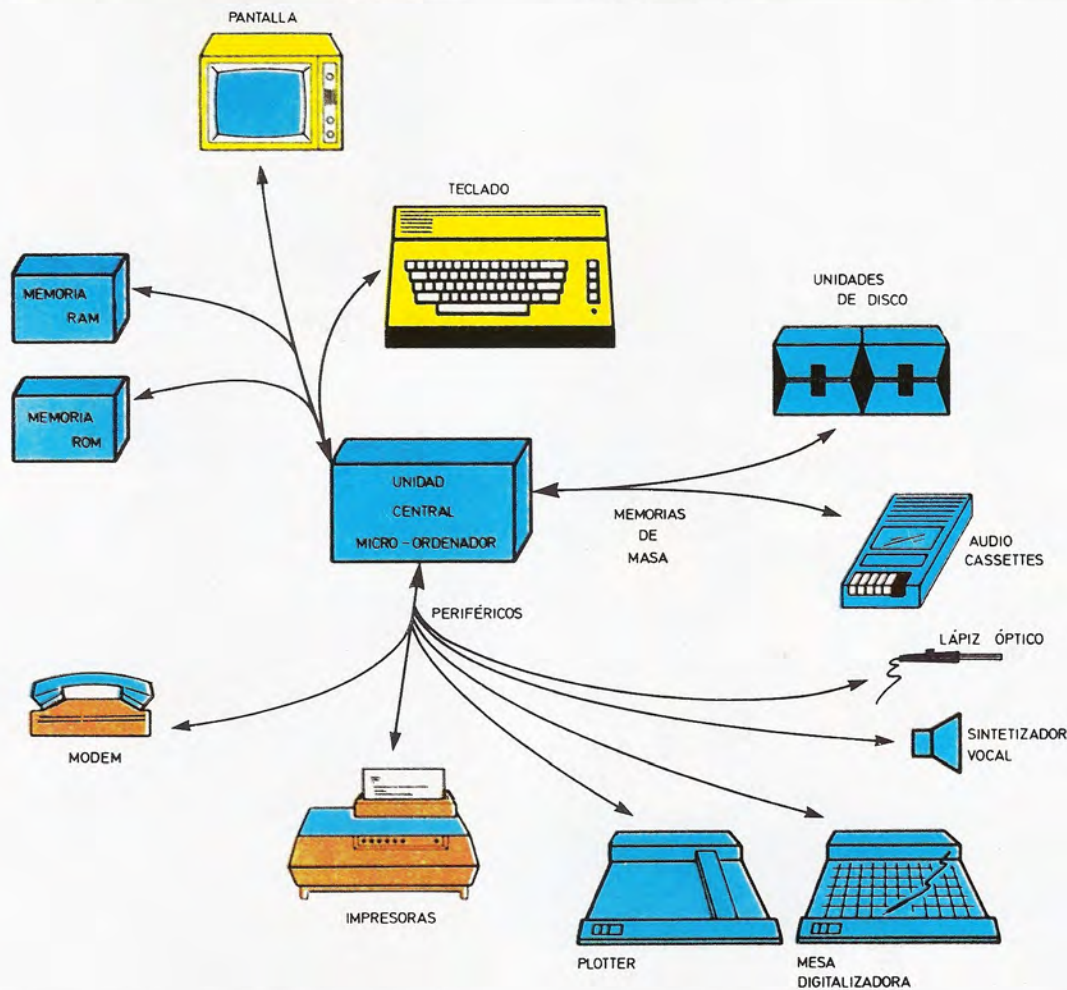 PANTALLA
TECLADO
UNIDADES
DE DISCO
MEMORIA
RAM
MEMORIA
ROM
UNIDAD
CENTRAL
MICRO-ORDENADOR
MEMORIAS
DE
MASA
AUDIO
CASSETTES
PERIFÉRICOS
LÁPIZ ÓPTICO
MODEM
SINTETIZADOR
VOCAL
IMPRESORAS
PLOTTER
MESA
DIGITALIZADORA